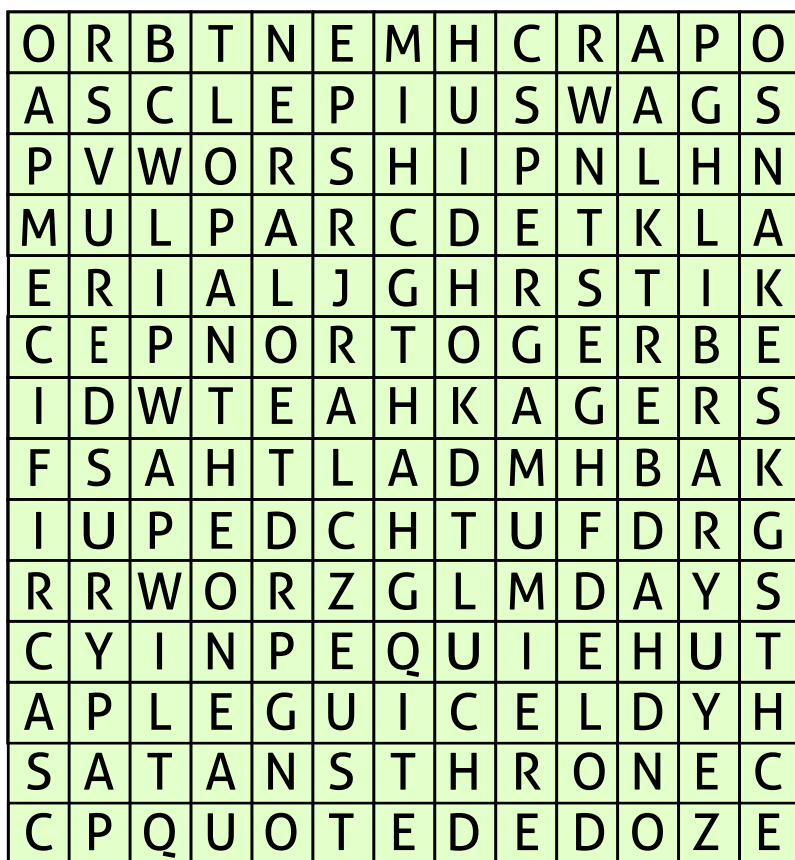 O R B T N E M H C R A P O
A S C L E P I U S W A G S
P V W O R S H I P N L H N
M U L P A R C D E T K L A
E R I A L J G H R S T I K
C E P N O R T O G E R B E
I D W T E A H K A G E R S
F S A H T L A D M H B A K
I U P E D C H T U F D R G
R R W O R Z G L M D A Y S
C Y I N P E Q U I E H U T
A P L E G U I C E L D Y H
S A T A N S T H R O N E C
C P Q U O T E D E D O Z E